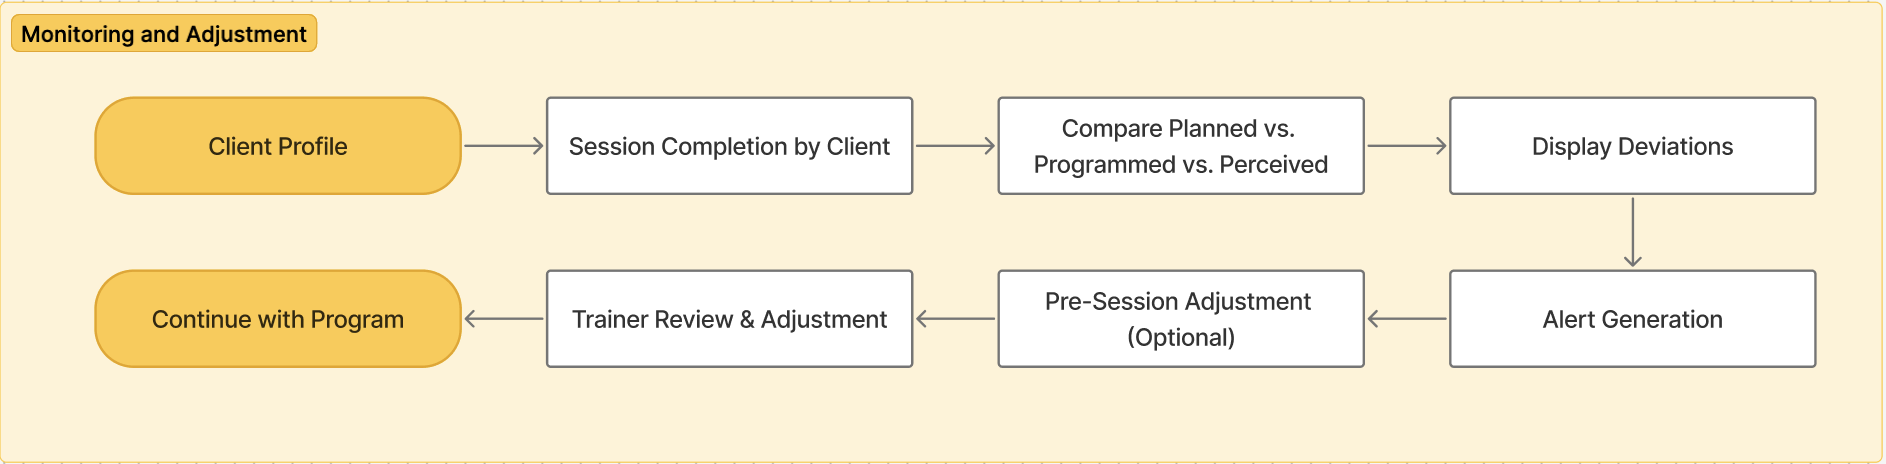 Monitoring and Adjustment
Client Profile
Session Completion by Client
Compare Planned vs.
Programmed vs. Perceived
Display Deviations
Continue with Program
Trainer Review & Adjustment
Pre-Session Adjustment
(Optional)
Alert Generation